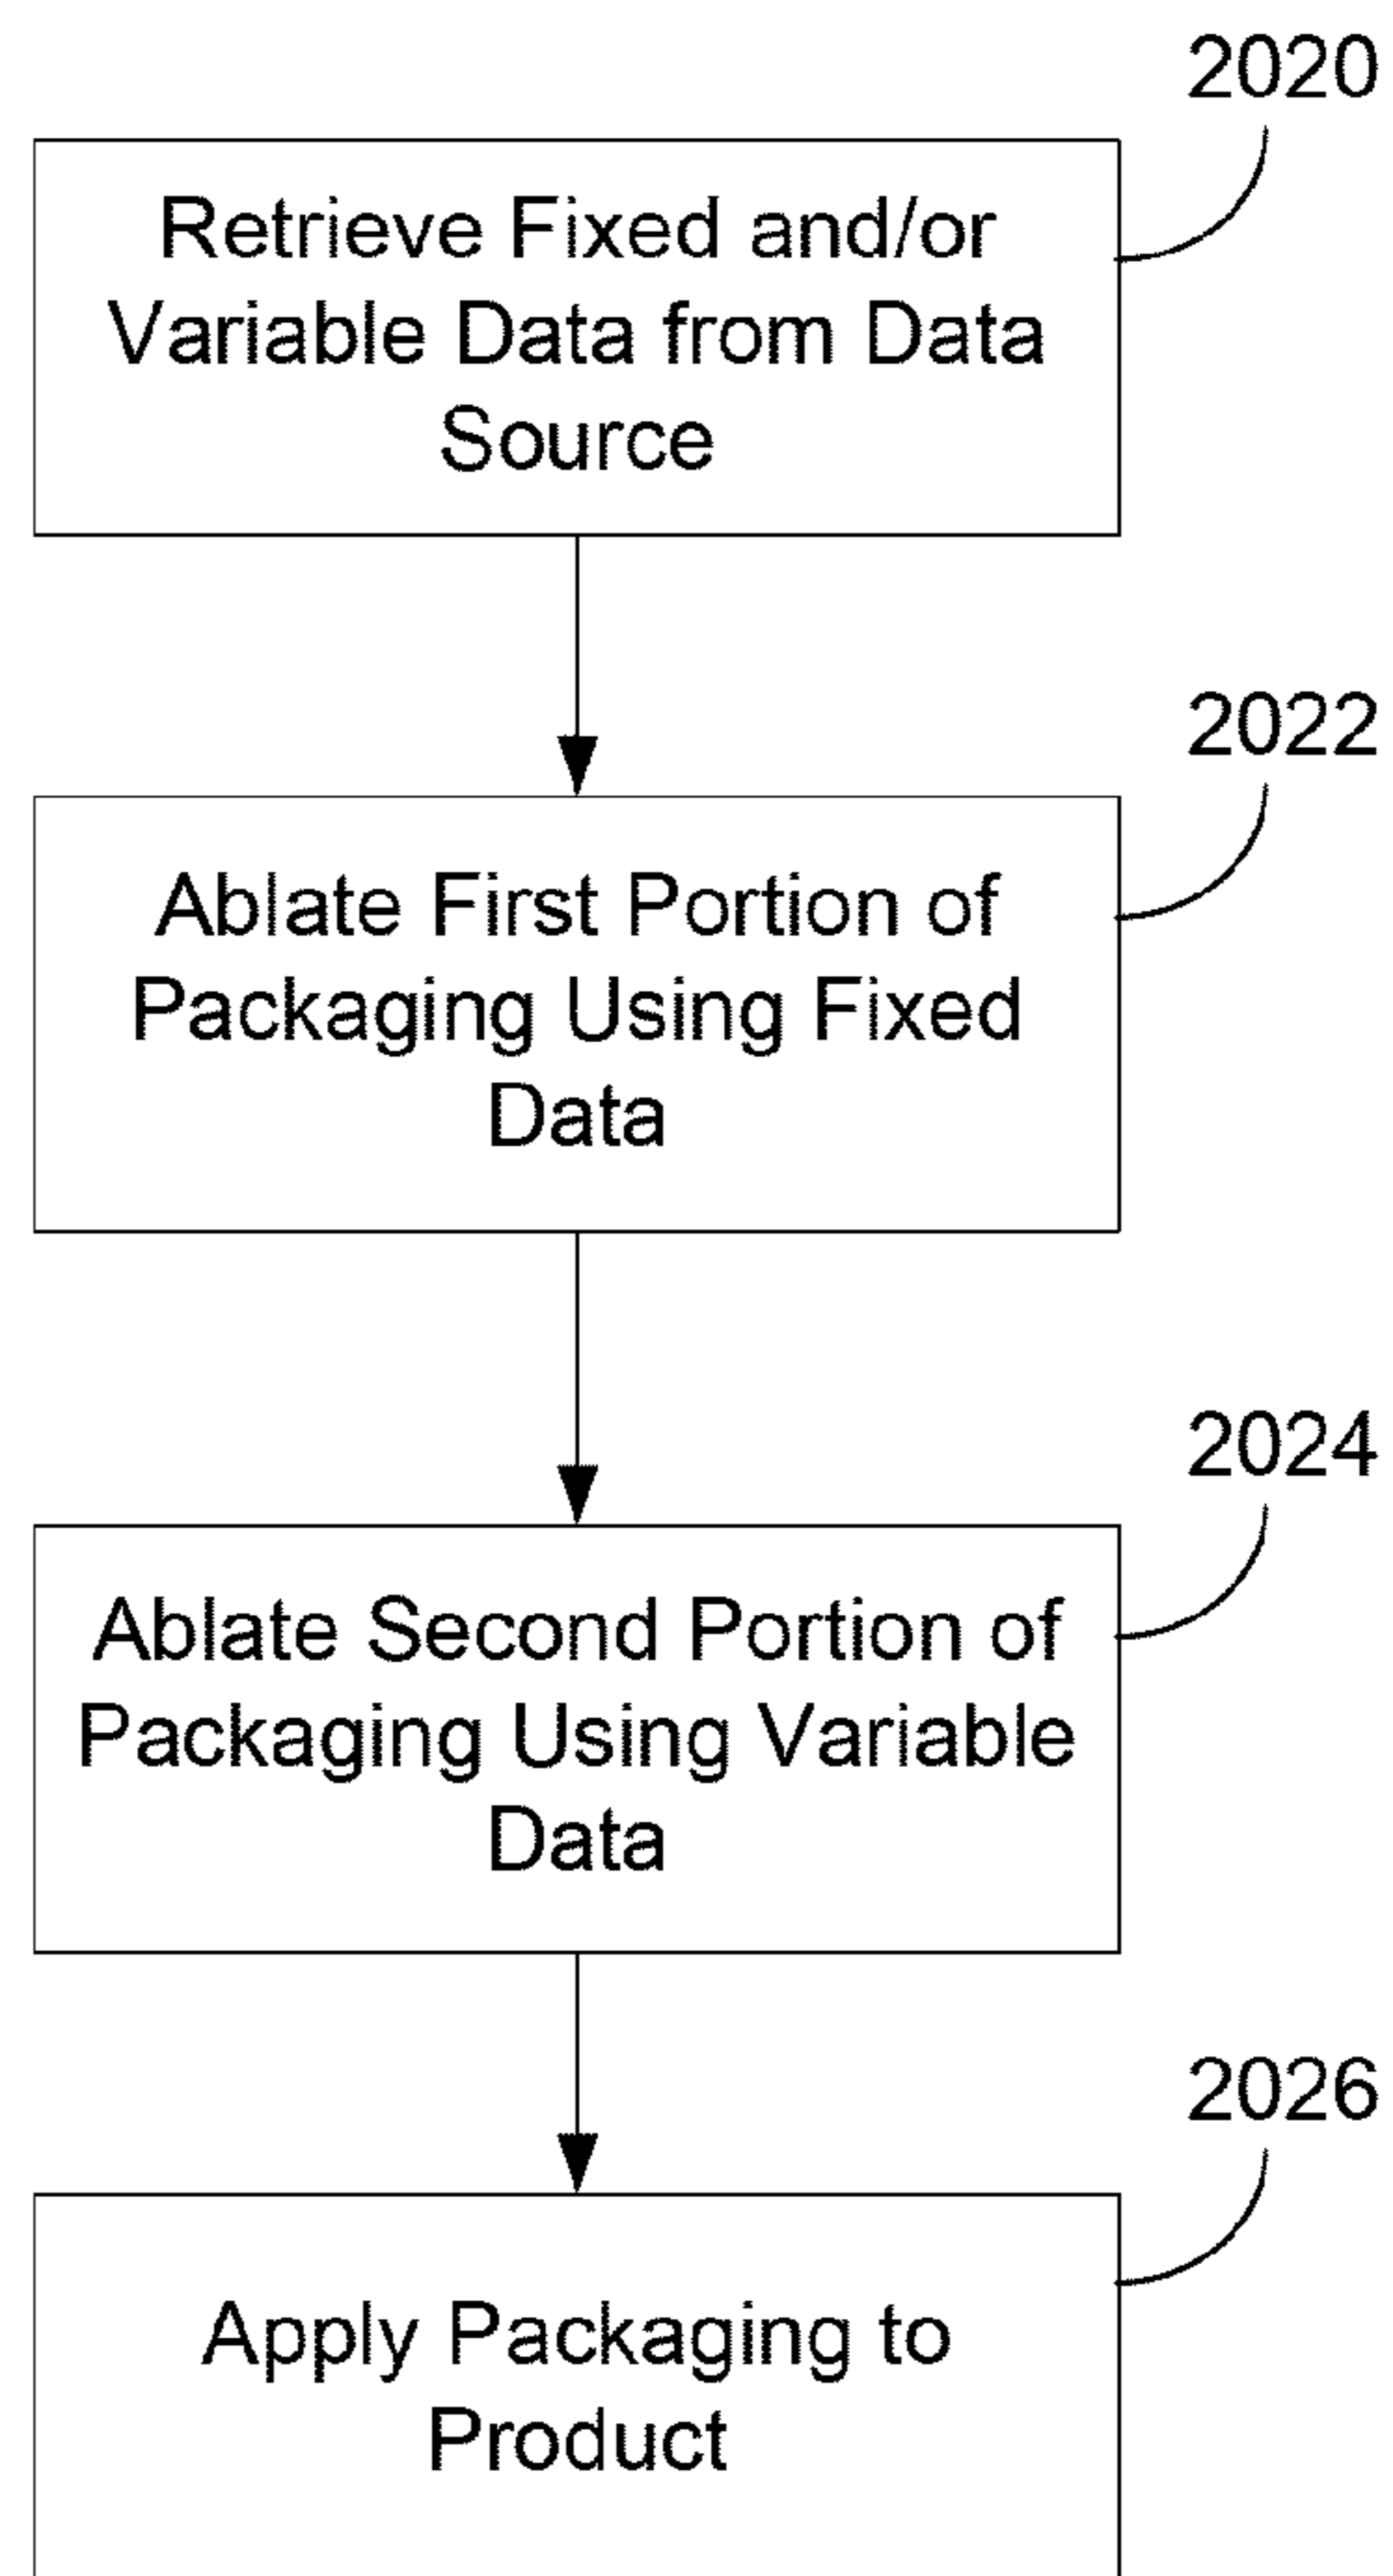 2020
Retrieve Fixed and/or
Variable Data from Data
Source
2022
Ablate First Portion of
Packaging Using Fixed
Data
2024
Ablate Second Portion of
Packaging Using Variable
Data
2026
Apply Packaging to
Product